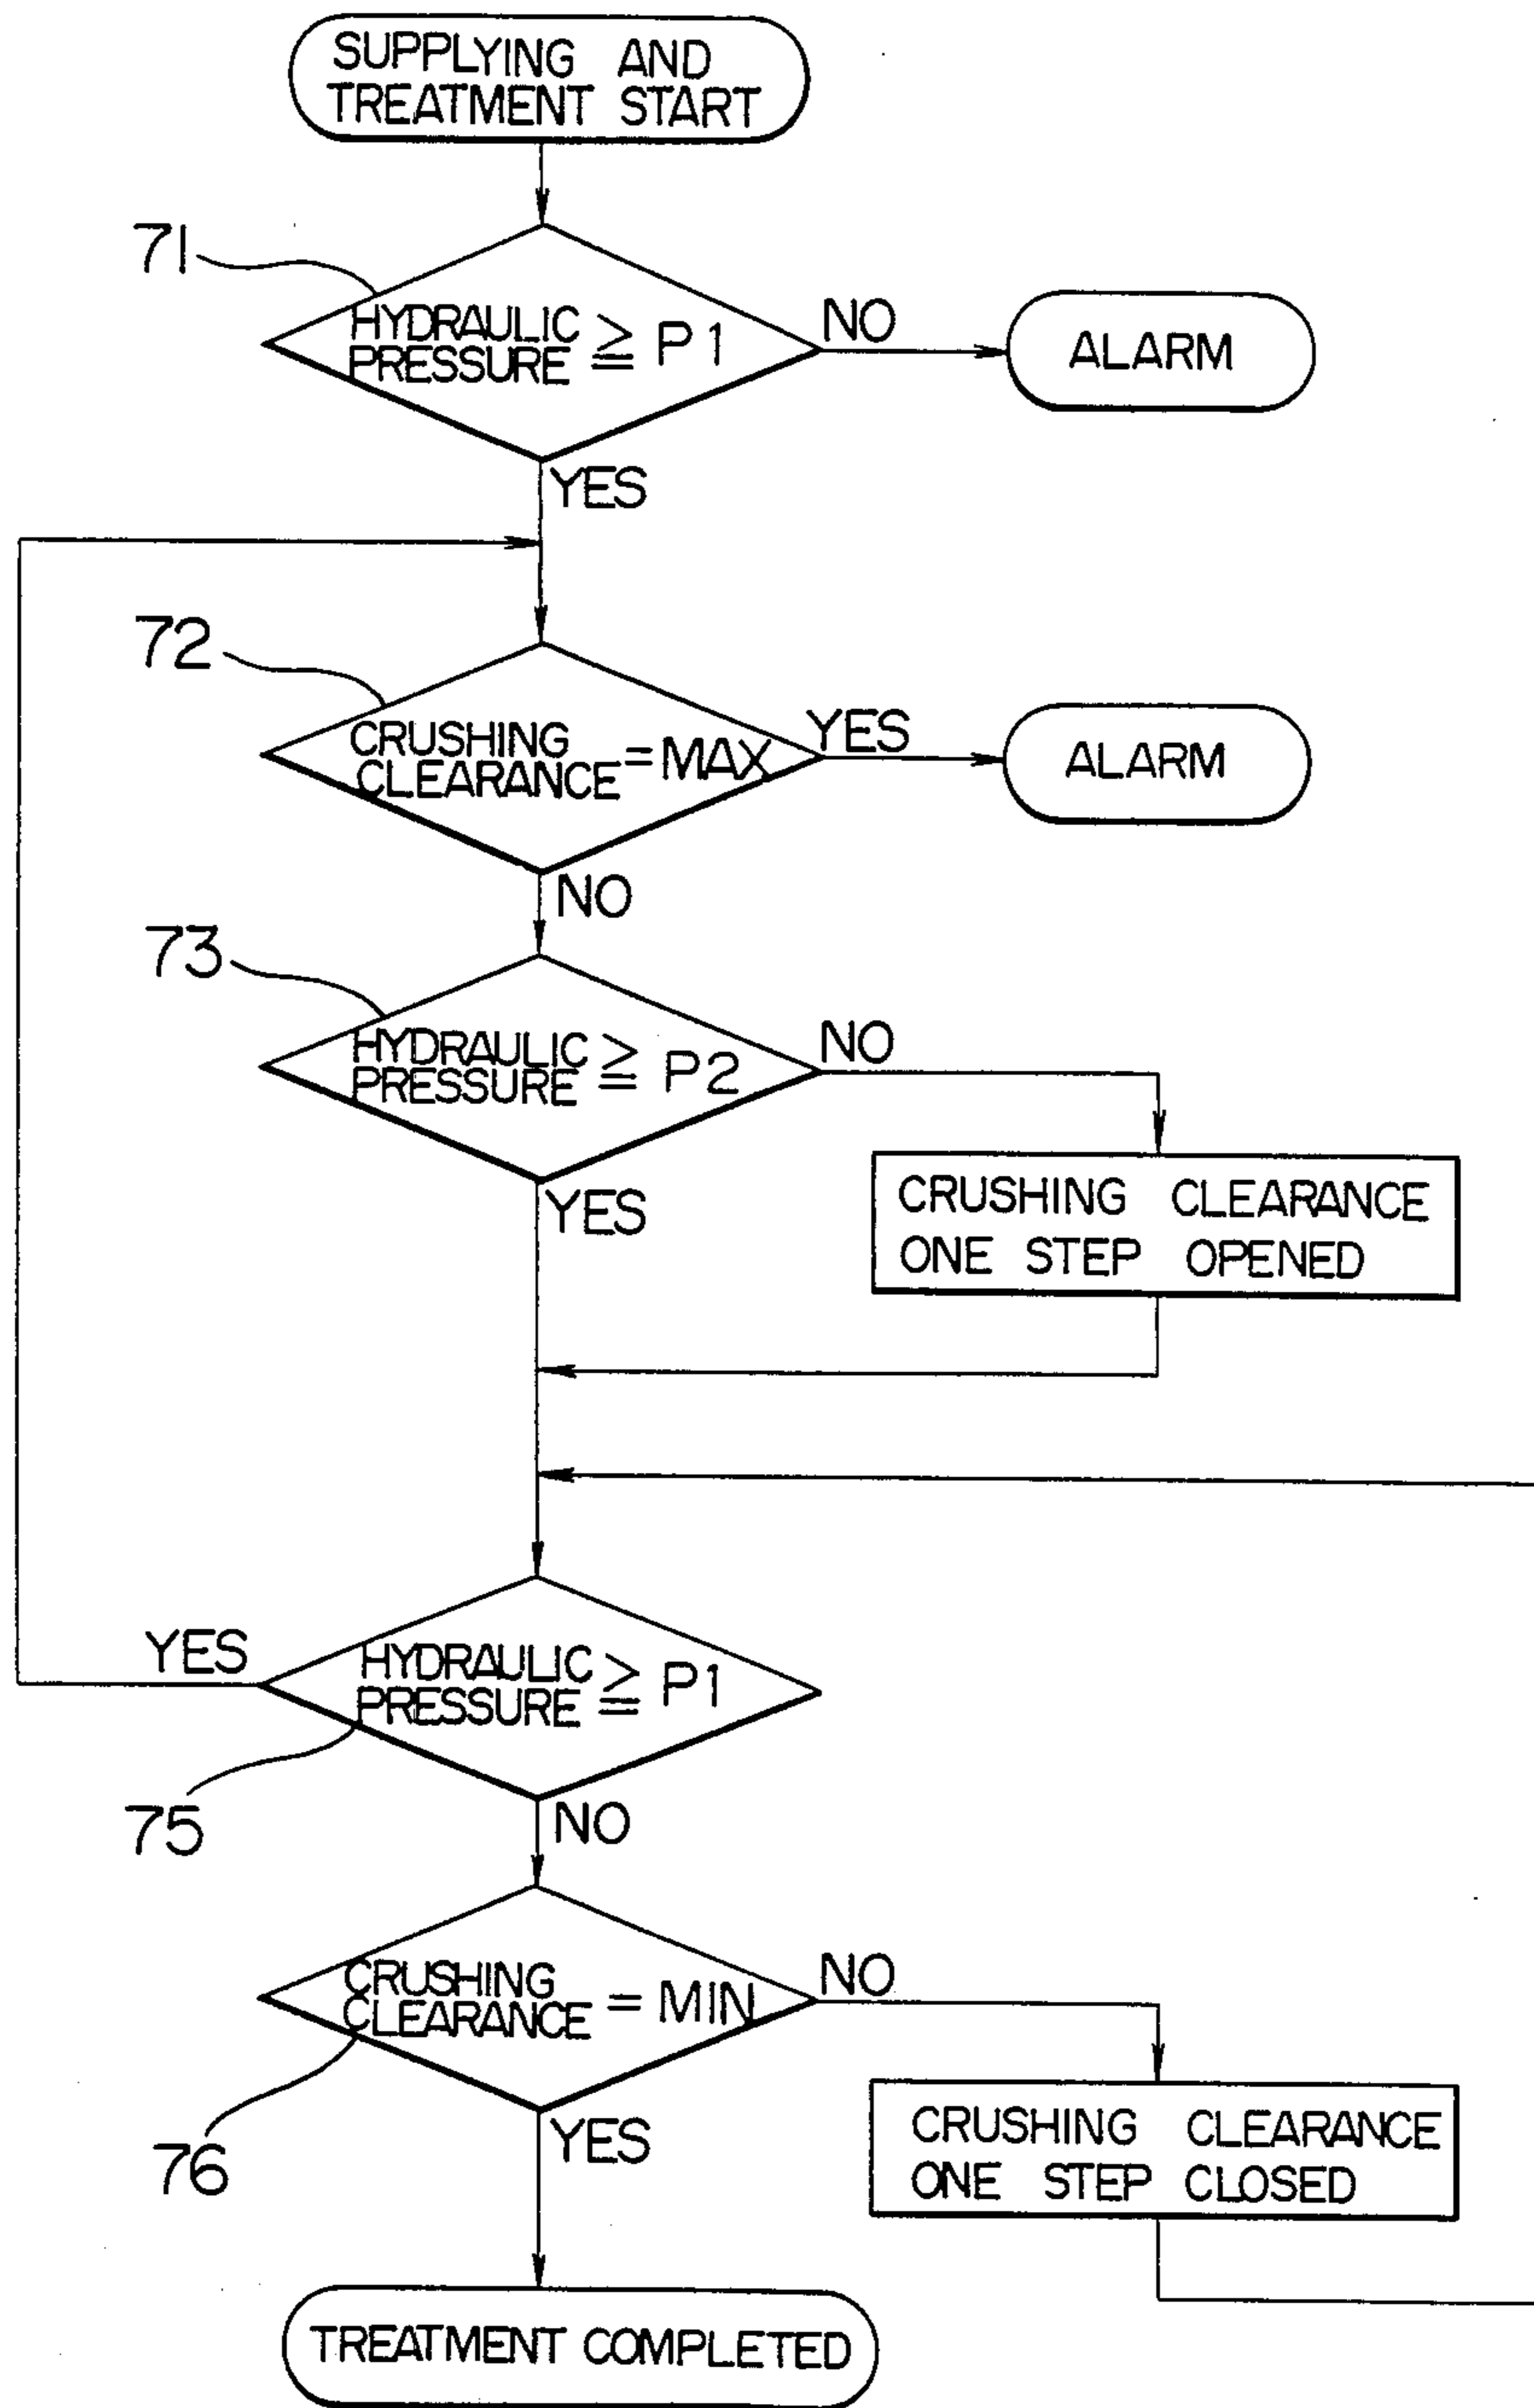 SUPPLYING AND
TREATMENT START
71
HYDRAULIC
PRESSURE ≧ P1
NO
ALARM
YES
72
CRUSHING
CLEARANCE = MAX
YES
ALARM
NO
73
HYDRAULIC
PRESSURE ≧ P2
NO
YES
CRUSHING CLEARANCE
ONE STEP OPENED
YES
HYDRAULIC
PRESSURE ≧ P1
75
NO
CRUSHING
CLEARANCE = MIN
NO
76
YES
CRUSHING CLEARANCE
ONE STEP CLOSED
TREATMENT COMPLETED